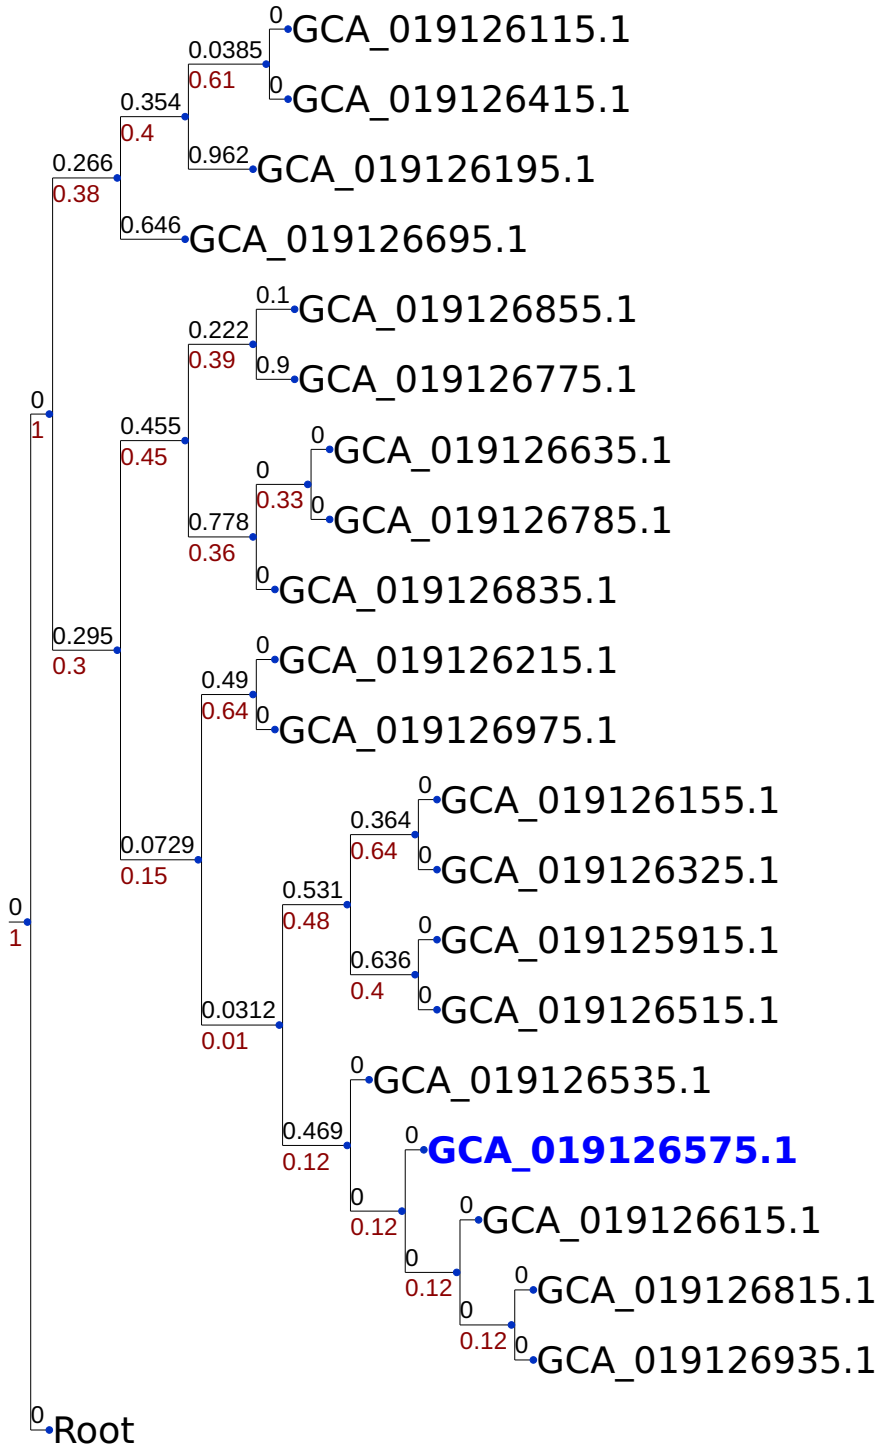 0
GCA_019126115.1
0.0385
0.61
0
GCA_019126415.1
0.354
0.4
0.962
GCA_019126195.1
0.266
0.38
0.646
GCA_019126695.1
0.1
GCA_019126855.1
0.222
0.39
0.9
GCA_019126775.1
0
1
0.455
0.45
0
GCA_019126635.1
0
0.33
0
GCA_019126785.1
0.778
0.36
0
GCA_019126835.1
0.295
0.3
0
GCA_019126215.1
0.49
0.64
0
GCA_019126975.1
0
GCA_019126155.1
0.364
0.64
0.0729
0.15
0
GCA_019126325.1
0.531
0.48
0
1
0
GCA_019125915.1
0.636
0.4
0
GCA_019126515.1
0.0312
0.01
0
GCA_019126535.1
0.469
0.12
0
GCA_019126575.1
0
0.12
0
GCA_019126615.1
0
0.12
0
GCA_019126815.1
0
0.12
0
GCA_019126935.1
0
Root